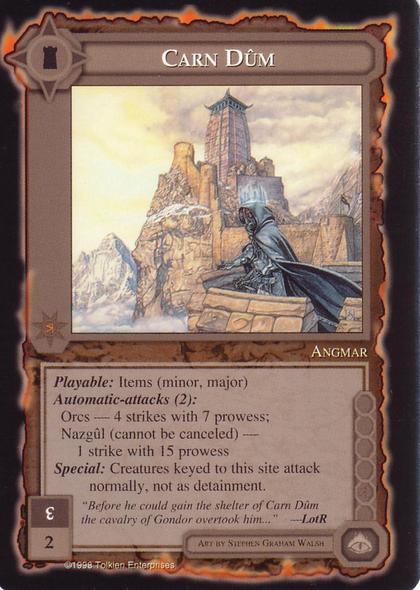 CARN DÛM
ANGMAR
Playable: Items (minor, major)
Automatic-attacks (2):
Orcs — 4 strikes with 7 prowess;
Nazgûl (cannot be canceled) —
1 strike with 15 prowess
Special: Creatures keyed to this site attack
normally, not as detainment.
"Before he could gain the shelter of Carn Dûm
the cavalry of Gondor overtook him..." —LotR
2
ART BY STEPHEN GRAHAM WALSH
©1998 Tolkien Enterprises